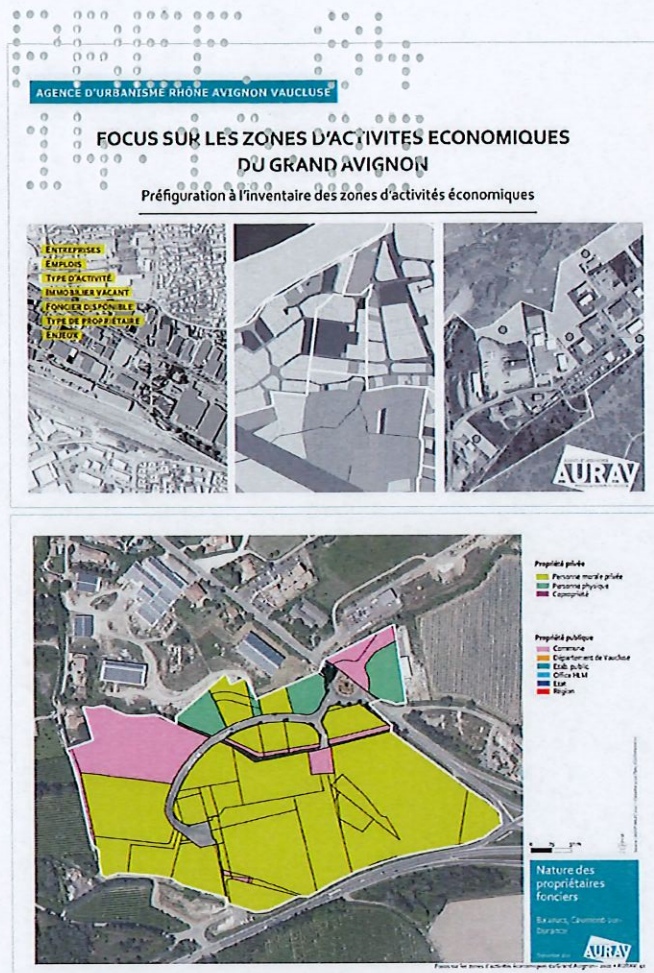 PREF. 84
AGENCE D'URBANISME RHÔNE AVIGNON VAUCLUSE
FOCUS SUR LES ZONES D'ACTIVITES ECONOMIQUES
DU GRAND AVIGNON
Préfiguration à l'inventaire des zones d'activités économiques
ENTREPRISES
EMPLOIS
TYPE D'ACTIVITÉ
IMMOBILIER VACANT
FONCIER DISPONIBLE
TYPE DE PROPRIÉTAIRE
ENJEUX
AURAV
Propriété privée
Personne morale privée
Personne physique
Copropriété
Propriété publique
Commune
Département de Vaucluse
Etab. public
Office HLM
Etat
Région
Nature des
propriétaires
fonciers
AURAV